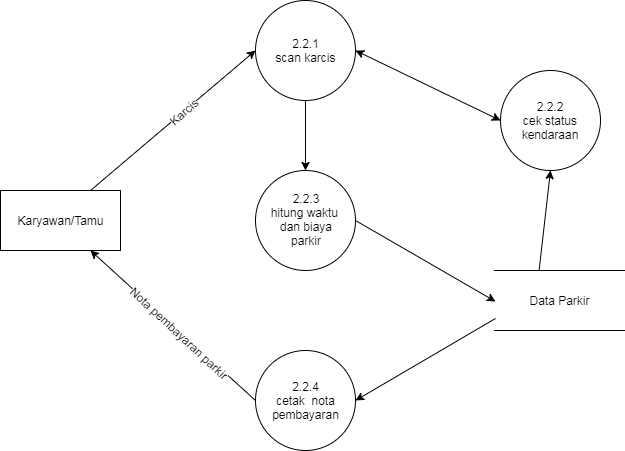 2.2.1
scan karcis
Karcis
2.2.2
cek status
kendaraan
2.2.3
hitung waktu
dan biaya
parkir
Karyawan/Tamu
Data Parkir
Nota pembayaran parkir
2.2.4
cetak nota
pembayaran